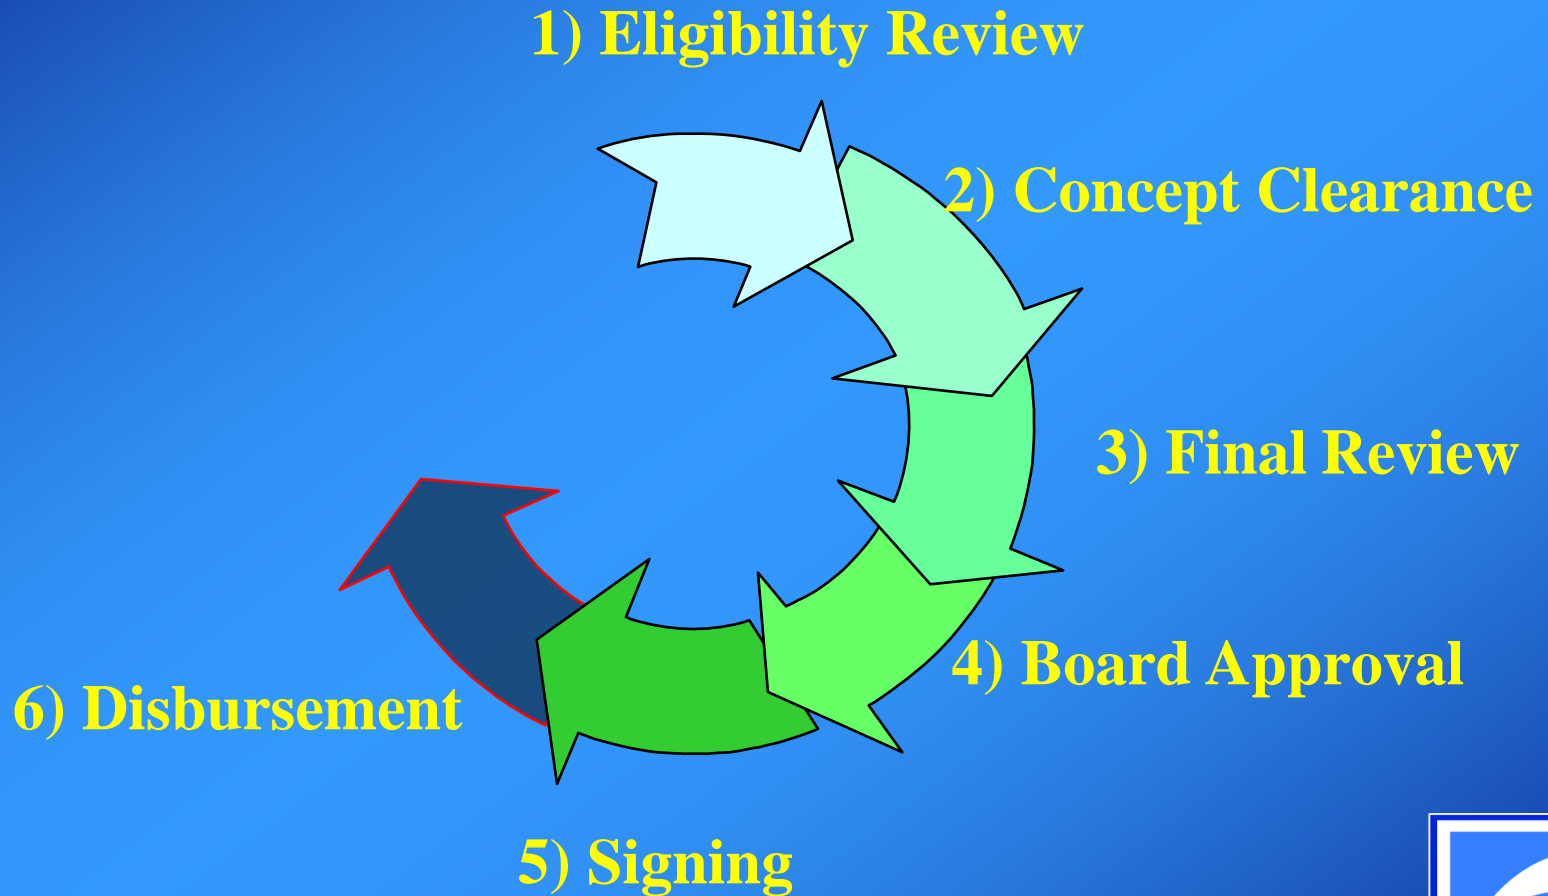 1) Eligibility Review
2) Concept Clearance
3) Final Review
4) Board Approval
5) Signing
6) Disbursement